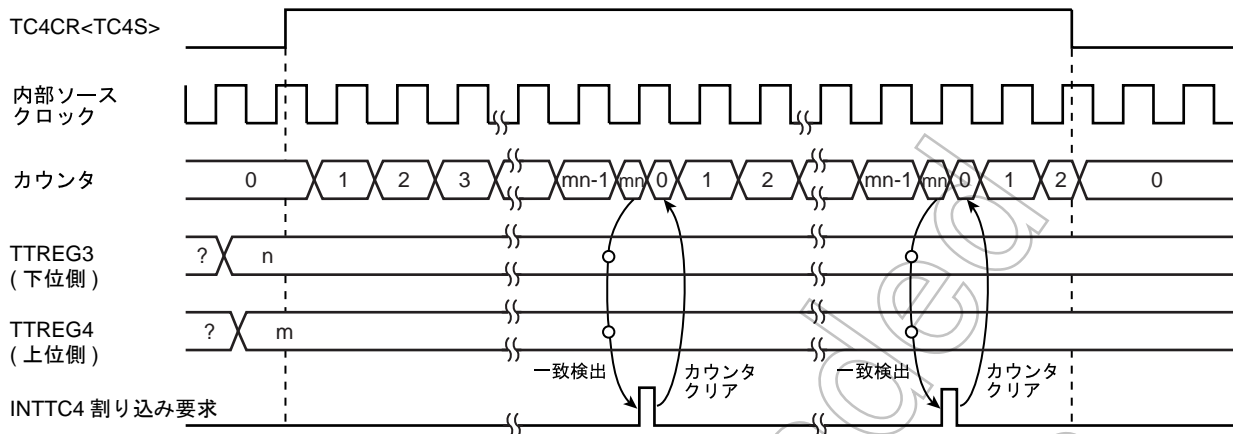 TC4CR<TC4S>
内部ソース
クロック
カウンタ
0 1 2 3 mn-1 mn 0 1 2 mn-1 mn 0 1 2 0
TTREG3
(下位側)
? n
TTREG4
(上位側)
? m
一致検出
カウンタ
クリア
一致検出
カウンタ
クリア
INTTC4 割り込み要求
ded